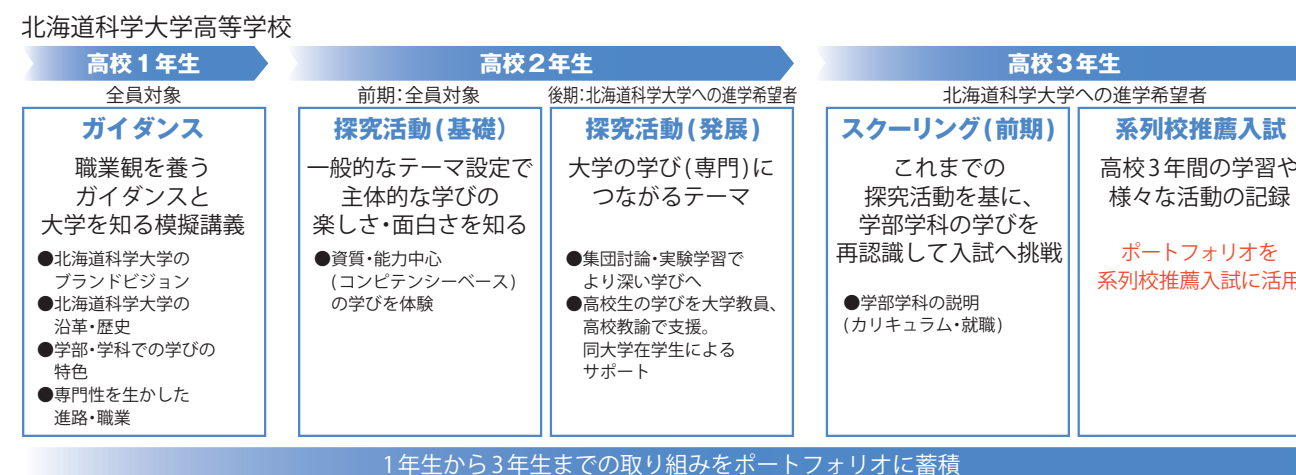 北海道科学大学高等学校
高校1年生
全員対象
ガイダンス
職業観を養う
ガイダンスと
大学を知る模擬講義
●北海道科学大学の
ブランドビジョン
●北海道科学大学の
沿革・歴史
●学部・学科での学びの
特色
●専門性を生かした
進路・職業
高校2年生
前期：全員対象
探究活動(基礎)
一般的なテーマ設定で
主体的な学びの
楽しさ・面白さを知る
●資質・能力中心
(コンピテンシーベース)
の学びを体験
後期：北海道科学大学への進学希望者
探究活動(発展)
大学の学び(専門)に
つながるテーマ
●集団討論・実験学習で
より深い学びへ
●高校生の学びを大学教員、
高校教諭で支援。
同大学在学生による
サポート
高校3年生
北海道科学大学への進学希望者
スクーリング(前期)
これまでの
探究活動を基に、
学部学科の学びを
再認識して入試へ挑戦
●学部学科の説明
(カリキュラム・就職)
系列校推薦入試
高校3年間の学習や
様々な活動の記録
ポートフォリオを
系列校推薦入試に活用
1年生から3年生までの取り組みをポートフォリオに蓄積